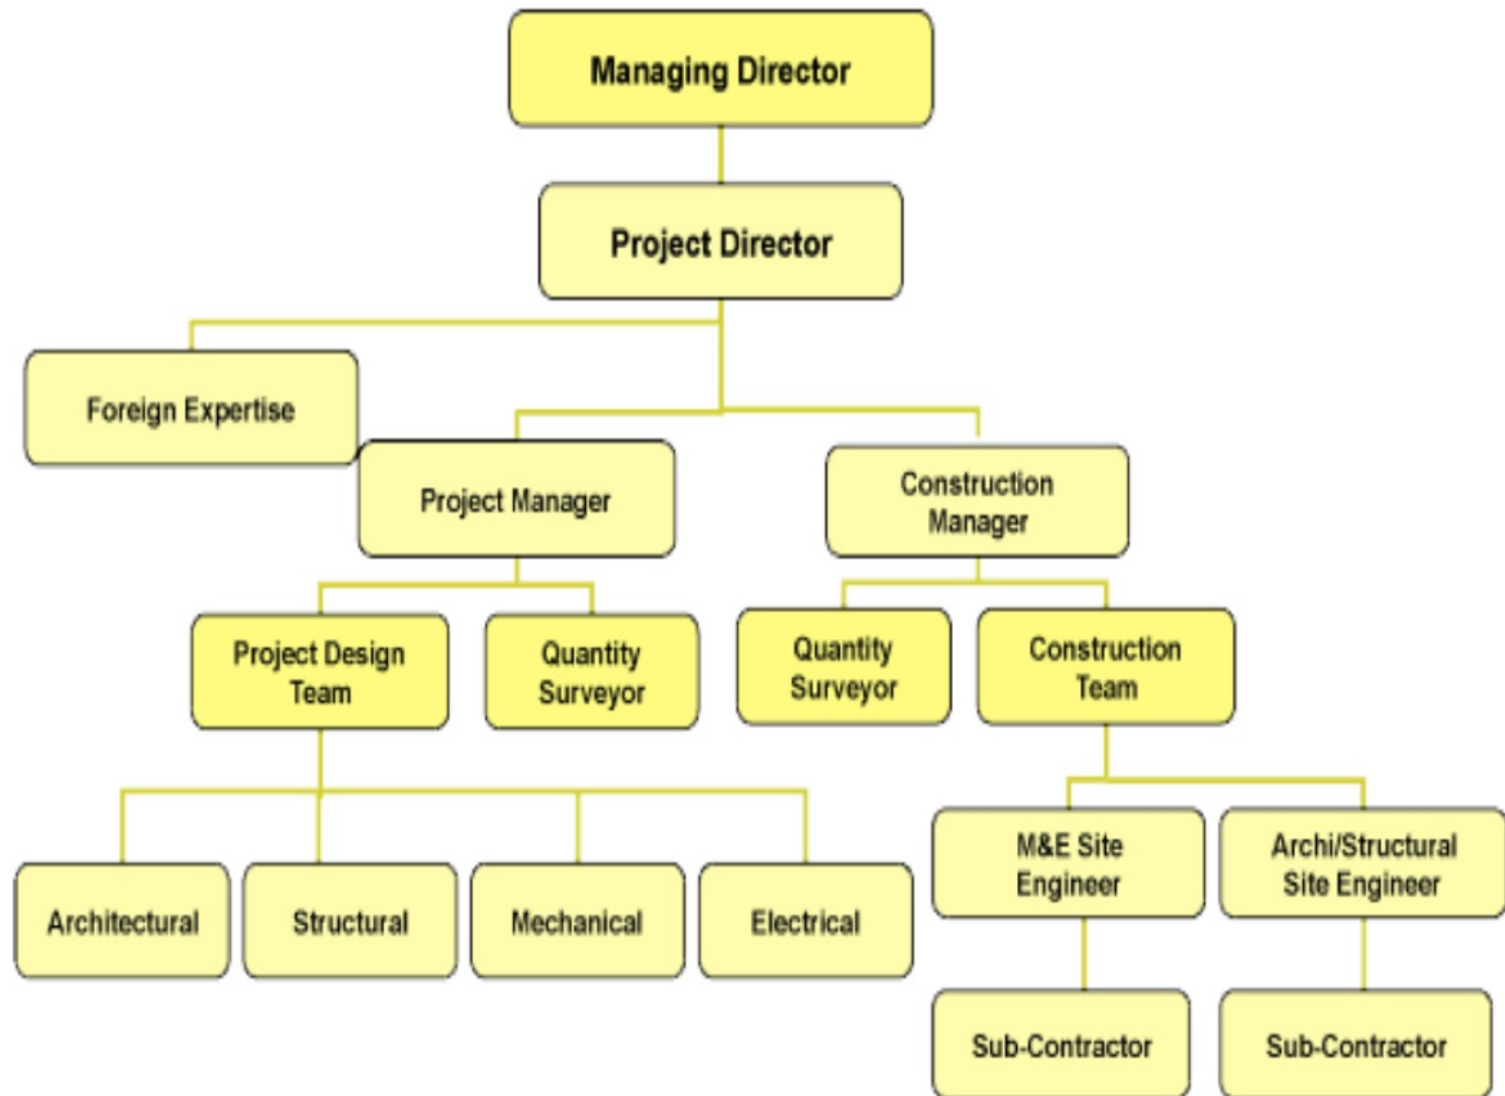 Managing Director
Project Director
Foreign Expertise
Project Manager
Construction
Manager
Project Design
Team
Quantity
Surveyor
Quantity
Surveyor
Construction
Team
M&E Site
Engineer
Archi/Structural
Site Engineer
Architectural
Structural
Mechanical
Electrical
Sub-Contractor
Sub-Contractor